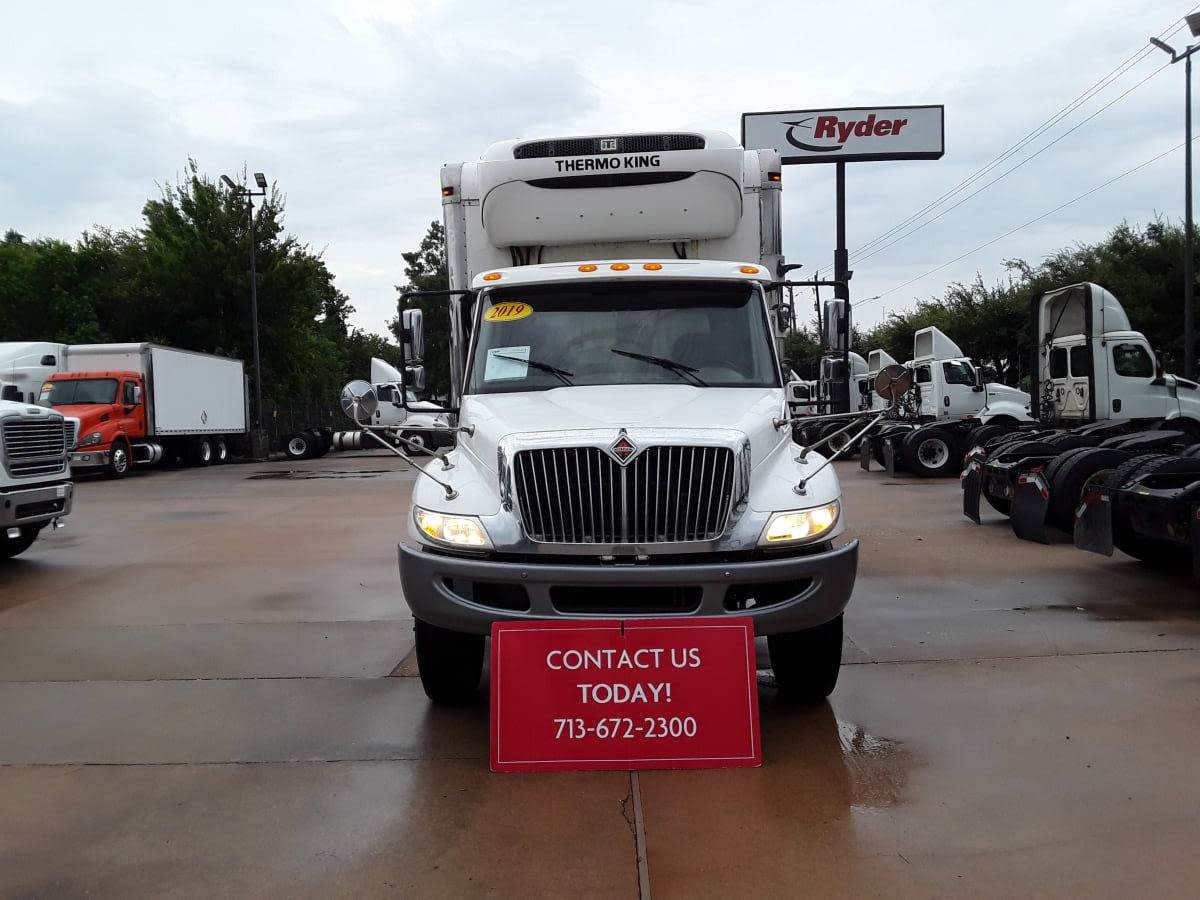 Ryder
THERMO KING
2019
CONTACT US
TODAY!
713-672-2300